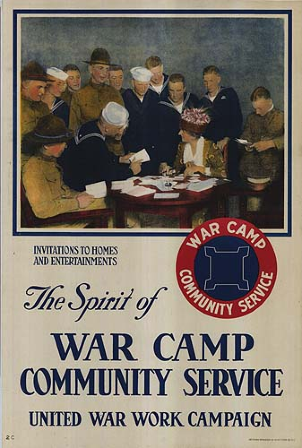 INVITATIONS TO HOMES
AND ENTERTAINMENTS
WAR CAMP
COMMUNITY SERVICE
The Spirit of
WAR CAMP
COMMUNITY SERVICE
UNITED WAR WORK CAMPAIGN
2 C